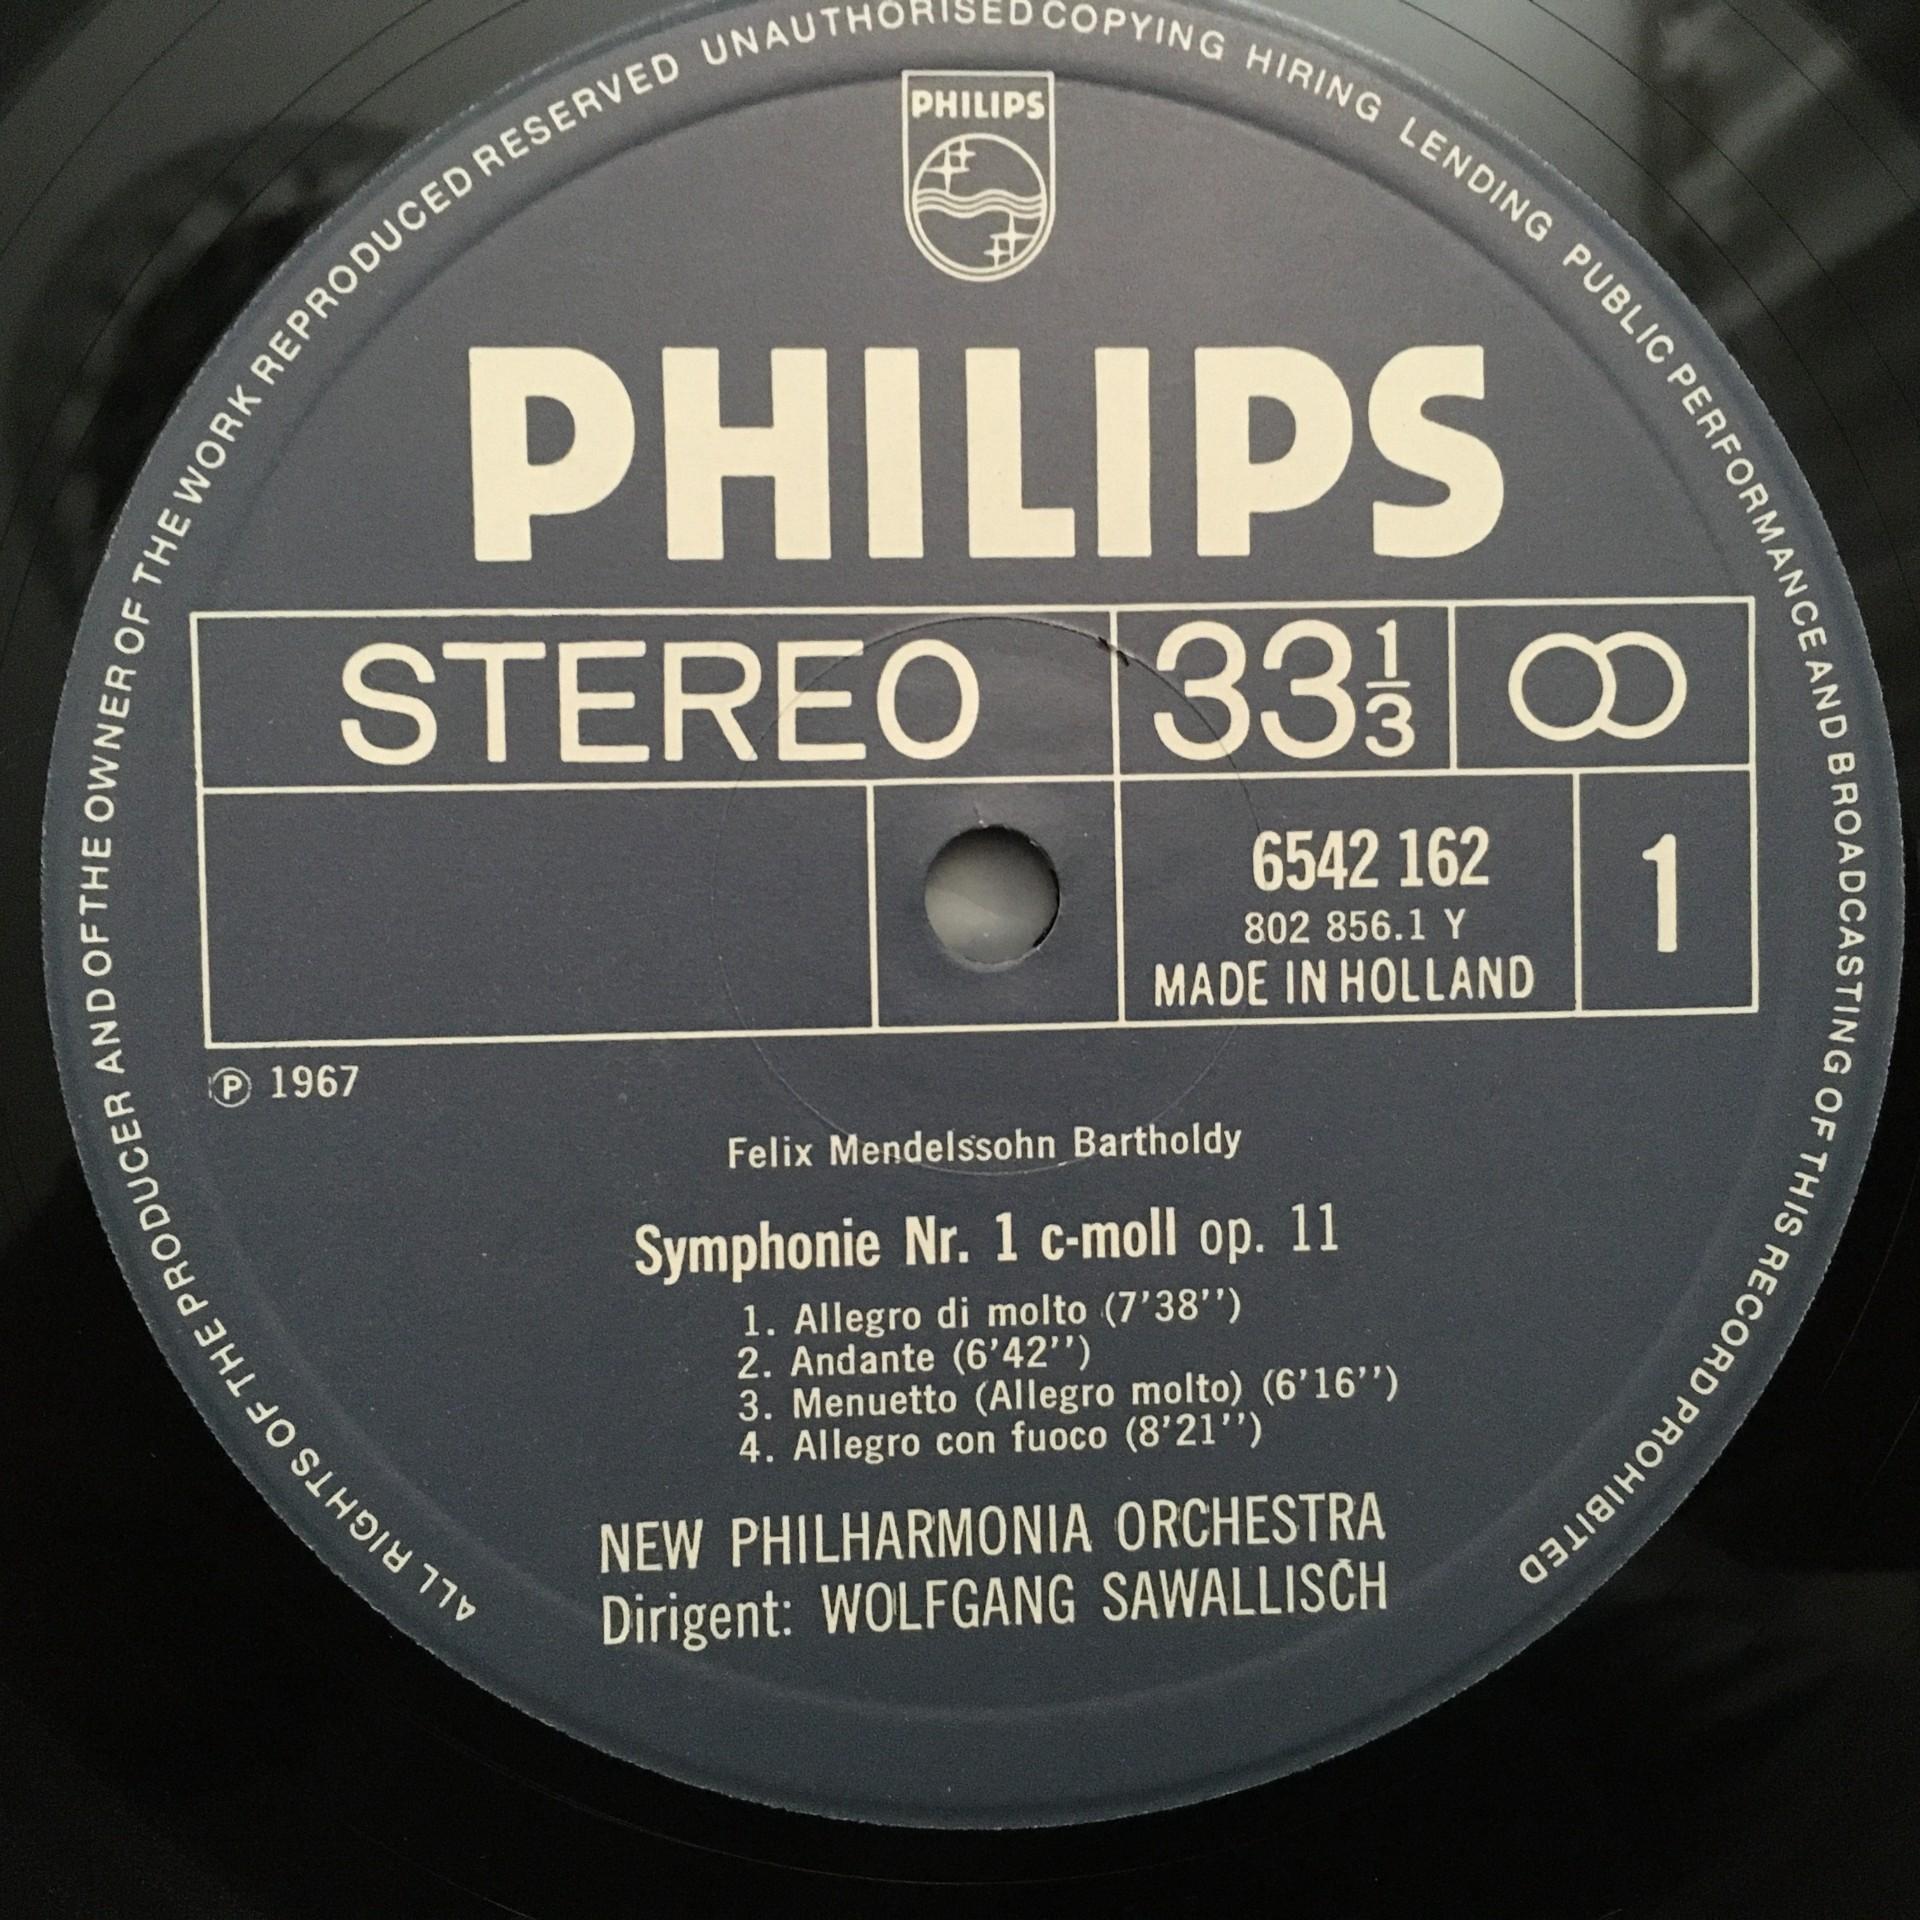 ALL RIGHTS OF THE PRODUCER AND OF THE OWNER OF THE WORK REPRODUCED RESERVED UNAUTHORISED COPYING HIRING LENDING PUBLIC PERFORMANCE AND BROADCASTING OF THIS RECORD PROHIBITED
PHILIPS
PHILIPS
STEREO 33 1/3
6542 162
802 856.1 Y
MADE IN HOLLAND
1
Ⓟ 1967
Felix Mendelssohn Bartholdy
Symphonie Nr. 1 c-moll op. 11
1. Allegro di molto (7'38'')
2. Andante (6'42'')
3. Menuetto (Allegro molto) (6'16'')
4. Allegro con fuoco (8'21'')
NEW PHILHARMONIA ORCHESTRA
Dirigent: WOLFGANG SAWALLISCH